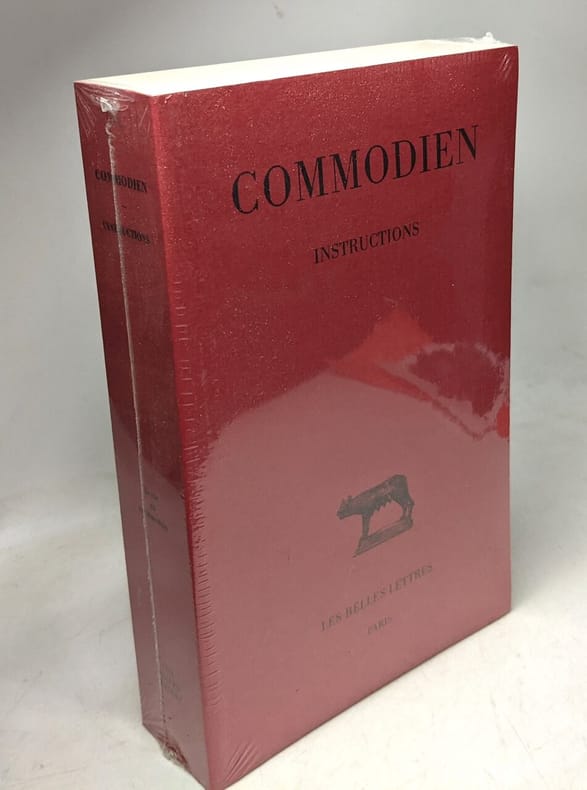 COMMODIEN
INSTRUCTIONS
LES BELLES LETTRES
PARIS
COMMODIEN
INSTRUCTIONS